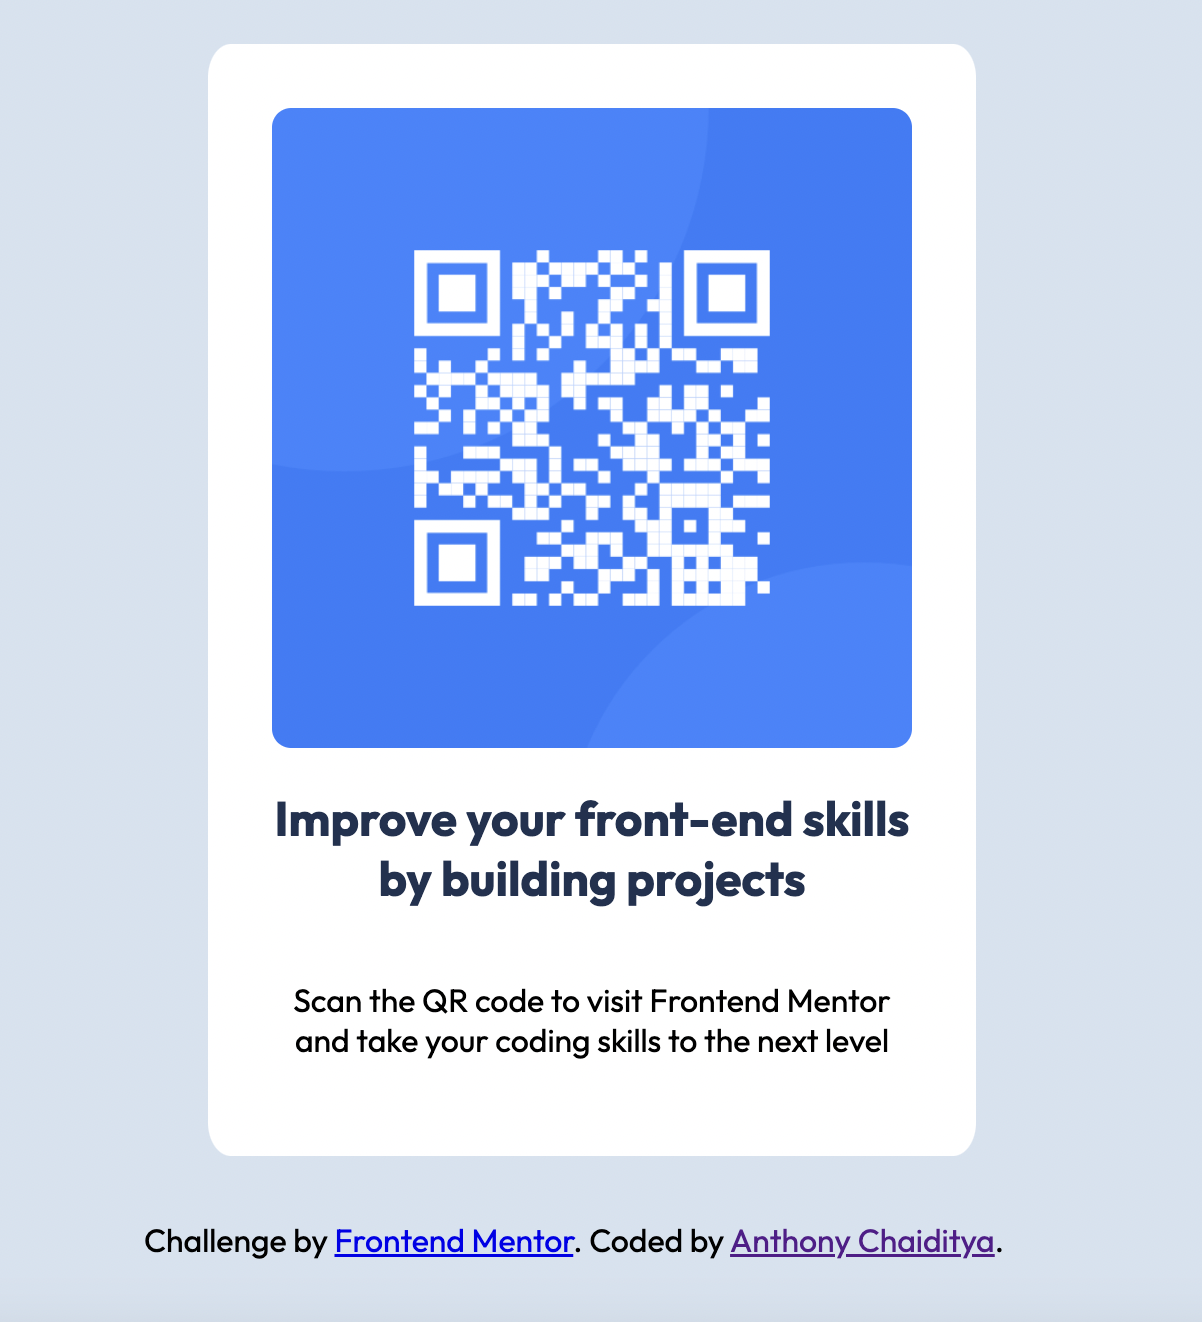 Improve your front-end skills
by building projects
Scan the QR code to visit Frontend Mentor
and take your coding skills to the next level
Challenge by Frontend Mentor. Coded by Anthony Chaiditya.